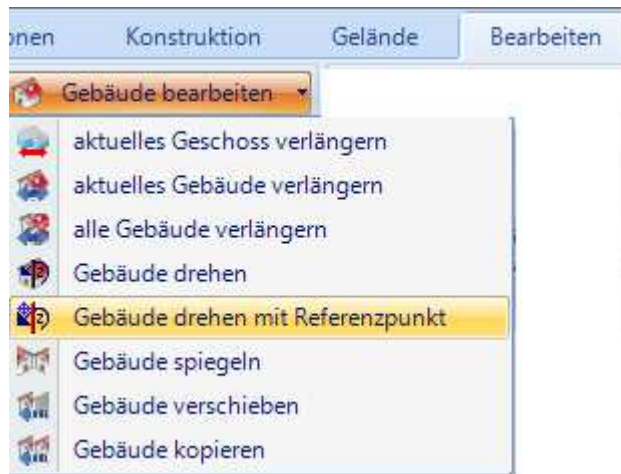 onen Konstruktion Gelände Bearbeiten
Gebäude bearbeiten
aktuelles Geschoss verlängern
aktuelles Gebäude verlängern
alle Gebäude verlängern
Gebäude drehen
Gebäude drehen mit Referenzpunkt
Gebäude spiegeln
Gebäude verschieben
Gebäude kopieren